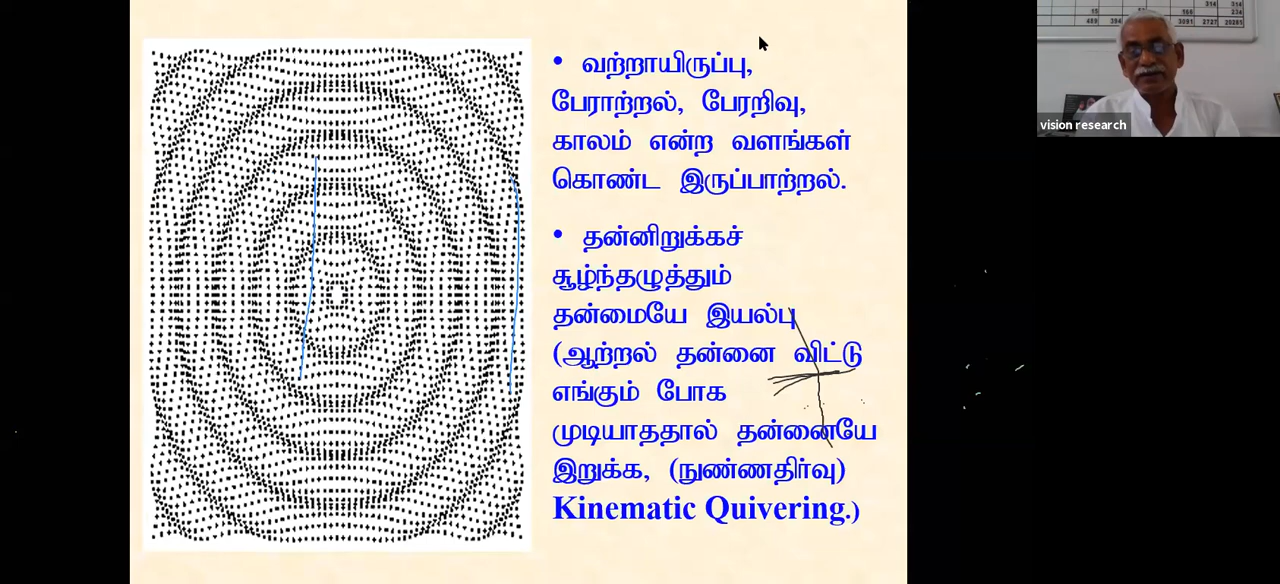 • வற்றாயிருப்பு,
பேராற்றல், பேரறிவு,
காலம் என்ற வளங்கள்
கொண்ட இருப்பாற்றல்.
• தன்னிறுக்கச்
சூழ்ந்தழுத்தும்
தன்மையே இயல்பு
(ஆற்றல் தன்னை விட்டு
எங்கும் போக
முடியாததால் தன்னையே
இறுக்க, (நுண்ணதிர்வு)
Kinematic Quivering.)
vision research